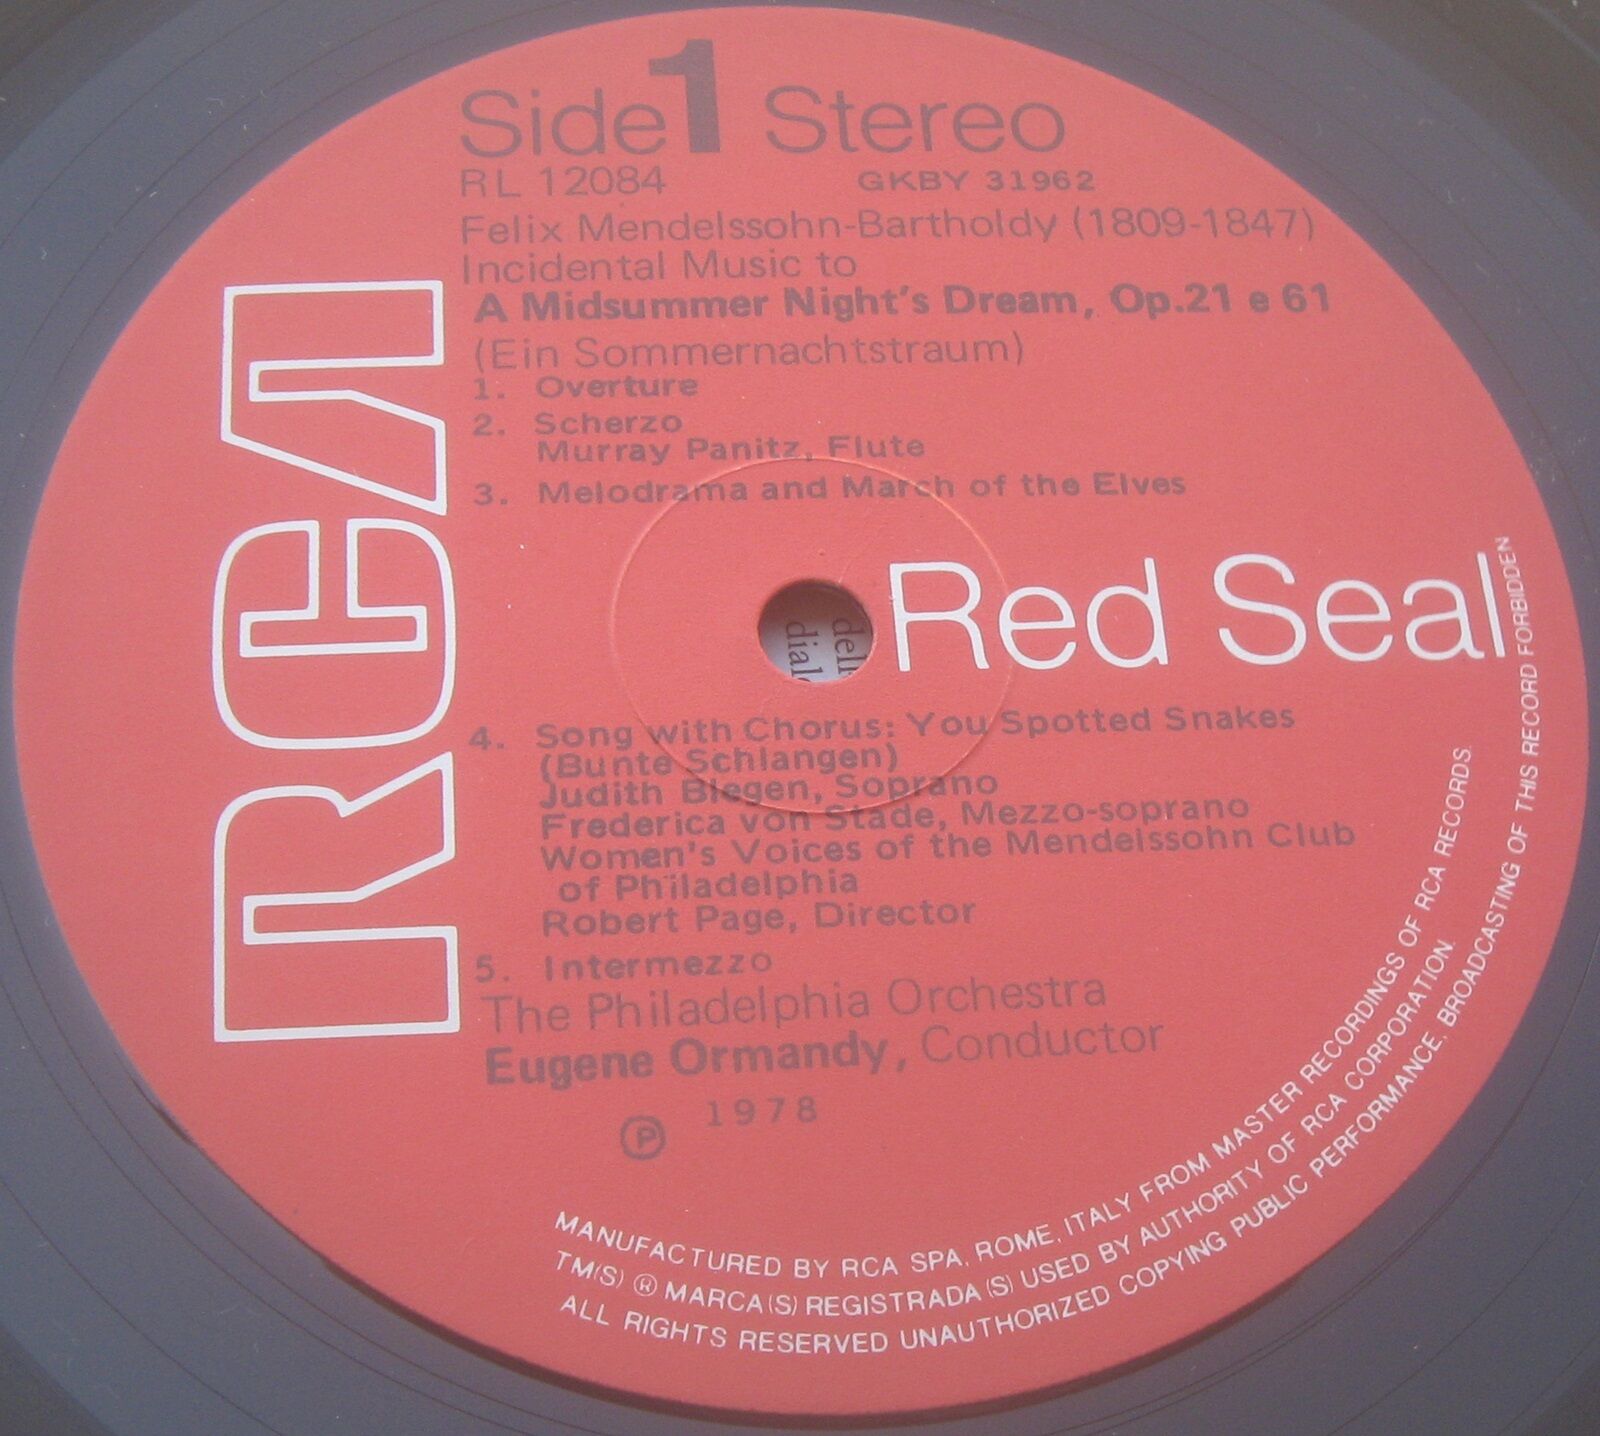 Side 1 Stereo
RL 12084 GKBY 31962
Felix Mendelssohn-Bartholdy (1809-1847)
Incidental Music to
A Midsummer Night's Dream, Op.21 e 61
(Ein Sommernachtstraum)
1. Overture
2. Scherzo
Murray Panitz, Flute
3. Melodrama and March of the Elves
RCA
Red Seal
dell
dial
4. Song with Chorus: You Spotted Snakes
(Bunte Schlangen)
Judith Blegen, Soprano
Frederica von Stade, Mezzo-soprano
Women's Voices of the Mendelssohn Club
of Philadelphia
Robert Page, Director
5. Intermezzo
The Philadelphia Orchestra
Eugene Ormandy, Conductor
℗ 1978
MANUFACTURED BY RCA SPA, ROME, ITALY FROM MASTER RECORDINGS OF RCA RECORDS.
TM(S) ® MARCA(S) REGISTRADA(S) USED BY AUTHORITY OF RCA CORPORATION.
ALL RIGHTS RESERVED UNAUTHORIZED COPYING PUBLIC PERFORMANCE, BROADCASTING OF THIS RECORD FORBIDDEN